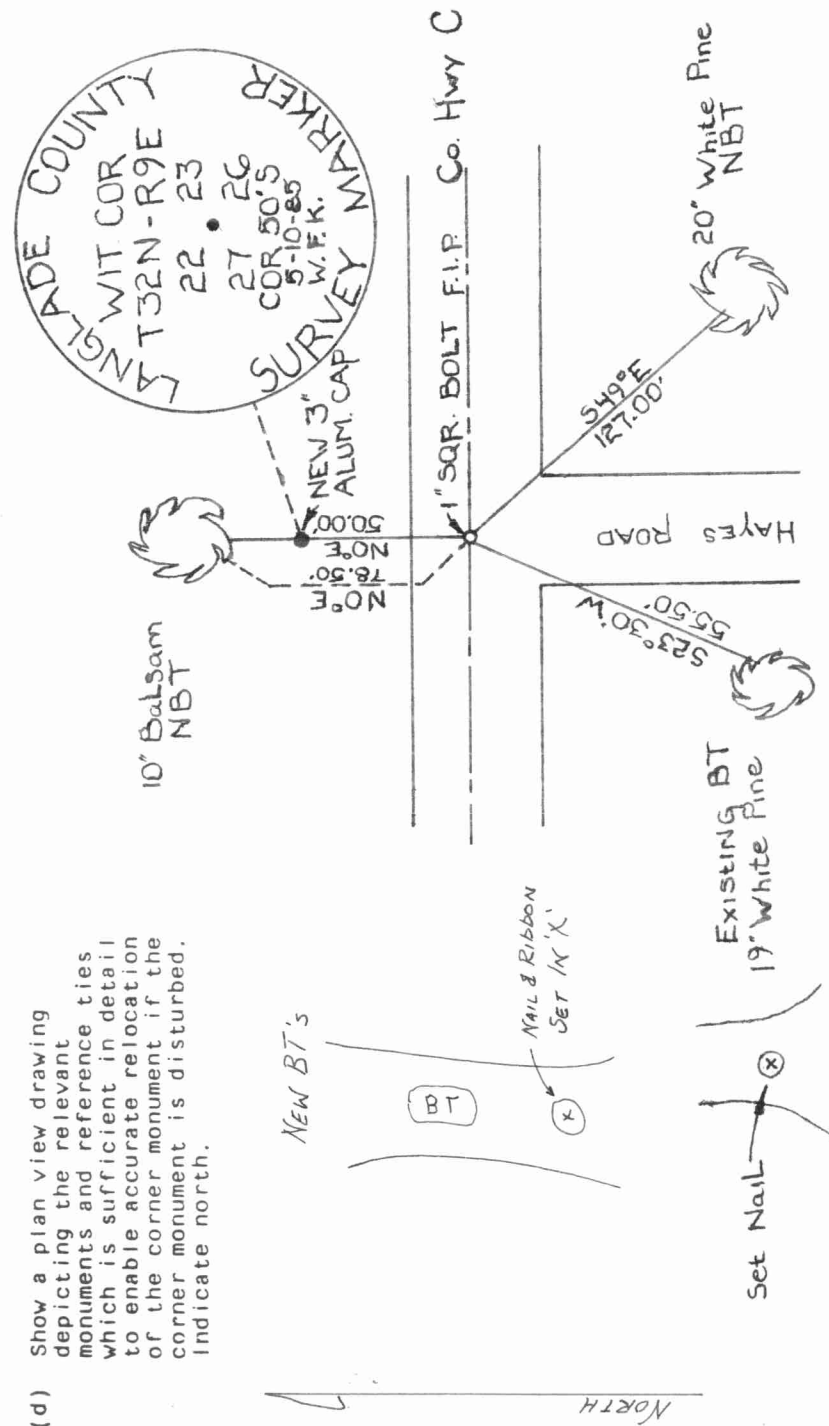 (d) Show a plan view drawing
depicting the relevant
monuments and reference ties
which is sufficient in detail
to enable accurate relocation
of the corner monument if the
corner monument is disturbed.
Indicate north.
LANGLADE COUNTY
WIT COR
T32N-R9E
22 23
27 26
COR 50'S
5-10-85
W.F.K.
SURVEY MARKER
10" Balsam
NBT
NEW 3"
ALUM. CAP
N0°E
78.50'
N0°E
50.00'
1" SQR. BOLT F.I.P.
Co. Hwy C
S49°E
127.00'
20" White Pine
NBT
HAYES ROAD
S23°30'W
55.50'
EXISTING BT
19" White Pine
NEW BT's
BT
NAIL & RIBBON
SET IN 'X'
X
Set Nail
X
NORTH